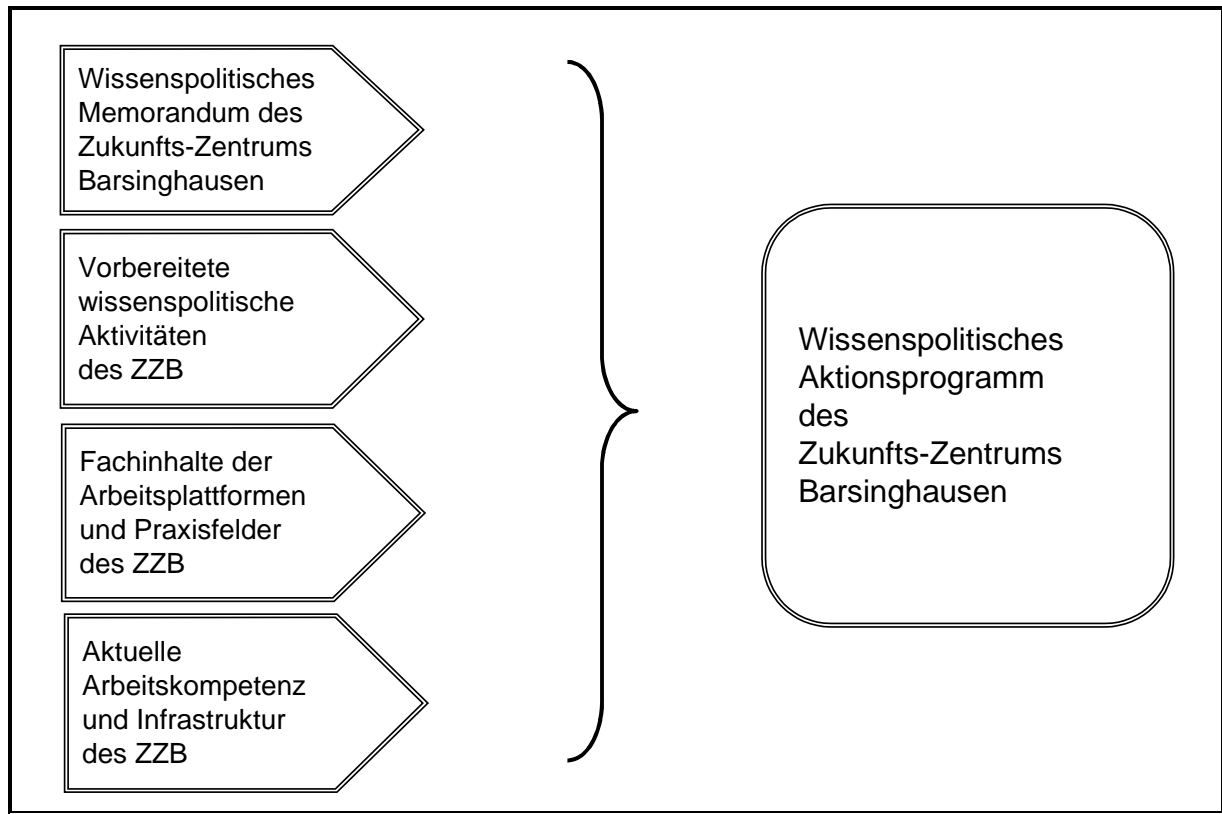 Wissenspolitisches
Memorandum des
Zukunfts-Zentrums
Barsinghausen
Vorbereitete
wissenspolitische
Aktivitäten
des ZZB
Fachinhalte der
Arbeitsplattformen
und Praxisfelder
des ZZB
Aktuelle
Arbeitskompetenz
und Infrastruktur
des ZZB
Wissenspolitisches
Aktionsprogramm
des
Zukunfts-Zentrums
Barsinghausen